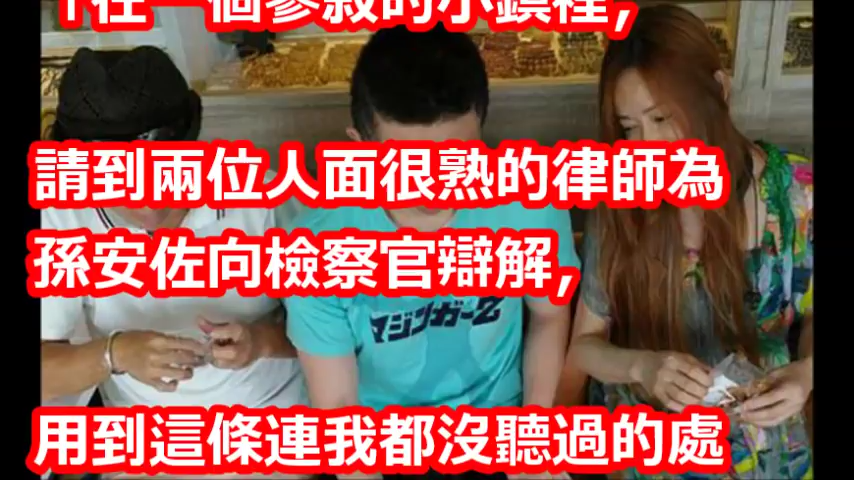 在一個參叙的小鎮裡,
請到兩位人面很熟的律師為
孫安佐向檢察官辯解,
マジンガーZ
用到這條連我都沒聽過的處